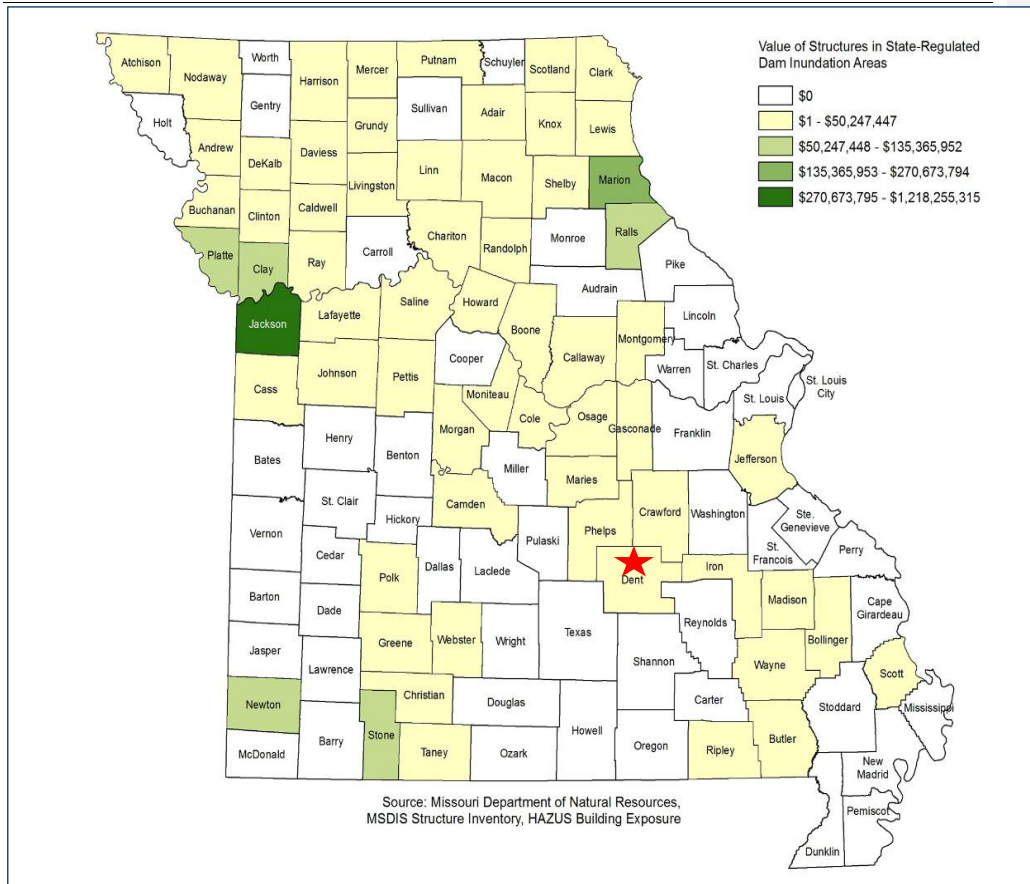 Value of Structures in State-Regulated
Dam Inundation Areas
$0
$1 - $50,247,447
$50,247,448 - $135,365,952
$135,365,953 - $270,673,794
$270,673,795 - $1,218,255,315
Atchison
Nodaway
Worth
Harrison
Mercer
Putnam
Schuyler
Scotland
Clark
Holt
Gentry
Sullivan
Adair
Knox
Lewis
Andrew
DeKalb
Daviess
Grundy
Livingston
Linn
Macon
Shelby
Marion
Buchanan
Clinton
Caldwell
Carroll
Chariton
Randolph
Monroe
Ralls
Pike
Platte
Clay
Ray
Audrain
Jackson
Lafayette
Saline
Howard
Boone
Callaway
Montgomery
Lincoln
Warren
St. Charles
St. Louis
St. Louis
City
Cass
Johnson
Pettis
Cooper
Moniteau
Cole
Osage
Gasconade
Franklin
Jefferson
Bates
Henry
Benton
Morgan
Miller
Maries
St. Clair
Hickory
Camden
Pulaski
Phelps
Crawford
Washington
Ste.
Genevieve
St.
Francois
Perry
Vernon
Cedar
Polk
Dallas
Laclede
Dent
Iron
Madison
Bollinger
Cape
Girardeau
Barton
Dade
Greene
Webster
Wright
Texas
Shannon
Reynolds
Wayne
Scott
Jasper
Lawrence
Christian
Douglas
Howell
Carter
Stoddard
Mississippi
Newton
Stone
McDonald
Barry
Taney
Ozark
Oregon
Ripley
Butler
New
Madrid
Pemiscot
Dunklin
Source: Missouri Department of Natural Resources,
MSDIS Structure Inventory, HAZUS Building Exposure